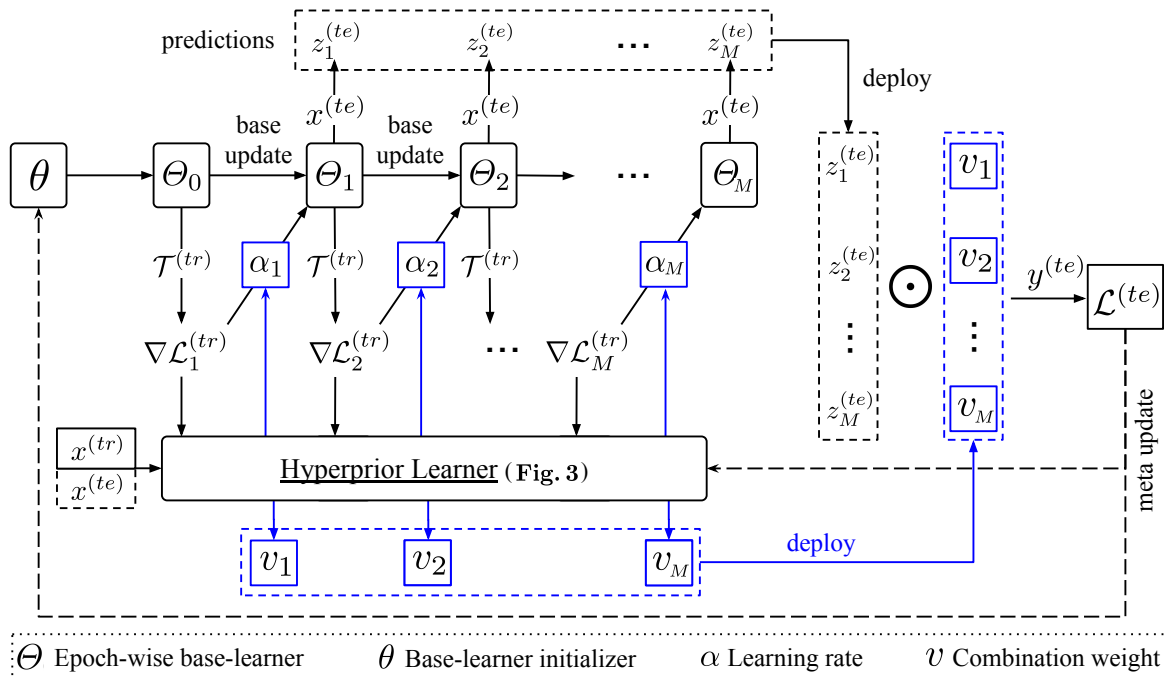 predictions z_1^{(te)} z_2^{(te)} ... z_M^{(te)}
deploy
x^{(te)} x^{(te)} x^{(te)}
base update base update
θ Θ_0 Θ_1 Θ_2 ... Θ_M
z_1^{(te)} v_1
𝒯^{(tr)} α_1 𝒯^{(tr)} α_2 𝒯^{(tr)} α_M
z_2^{(te)} ⊙ v_2 y^{(te)} ℒ^{(te)}
∇ℒ_1^{(tr)} ∇ℒ_2^{(tr)} ... ∇ℒ_M^{(tr)}
⋮ ⋮
z_M^{(te)} v_M
meta update
x^{(tr)}
x^{(te)}
Hyperprior Learner (Fig. 3)
v_1 v_2 v_M
deploy
Θ Epoch-wise base-learner θ Base-learner initializer α Learning rate v Combination weight